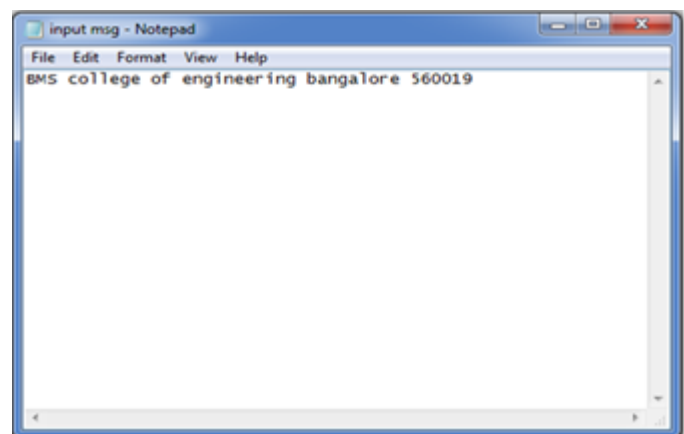 input msg - Notepad
File Edit Format View Help
BMS college of engineering bangalore 560019